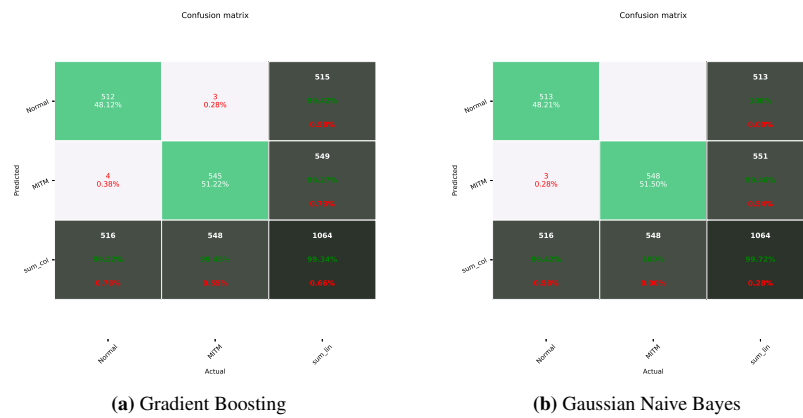 Confusion matrix
Normal
512
48.12%
3
0.28%
515
MITM
4
0.38%
545
51.22%
549
sum_col
516
548
1064
99.34%
0.66%
Predicted
Normal
MITM
sum_lin
Actual
(a) Gradient Boosting
Confusion matrix
Normal
513
48.21%
513
MITM
3
0.28%
548
51.50%
551
sum_col
516
548
1064
99.72%
0.28%
Predicted
Normal
MITM
sum_lin
Actual
(b) Gaussian Naive Bayes